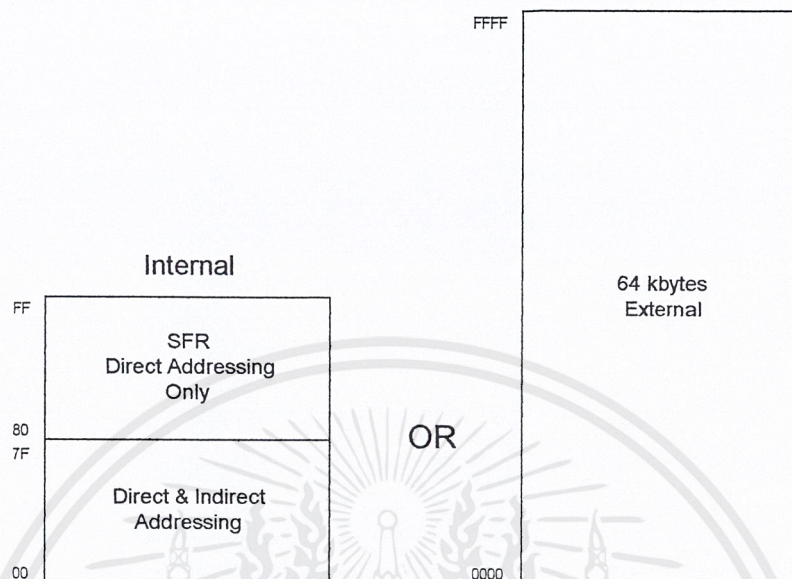 FFFF
Internal
FF
SFR
Direct Addressing
Only
80
7F
Direct & Indirect
Addressing
00
OR
64 kbytes
External
0000